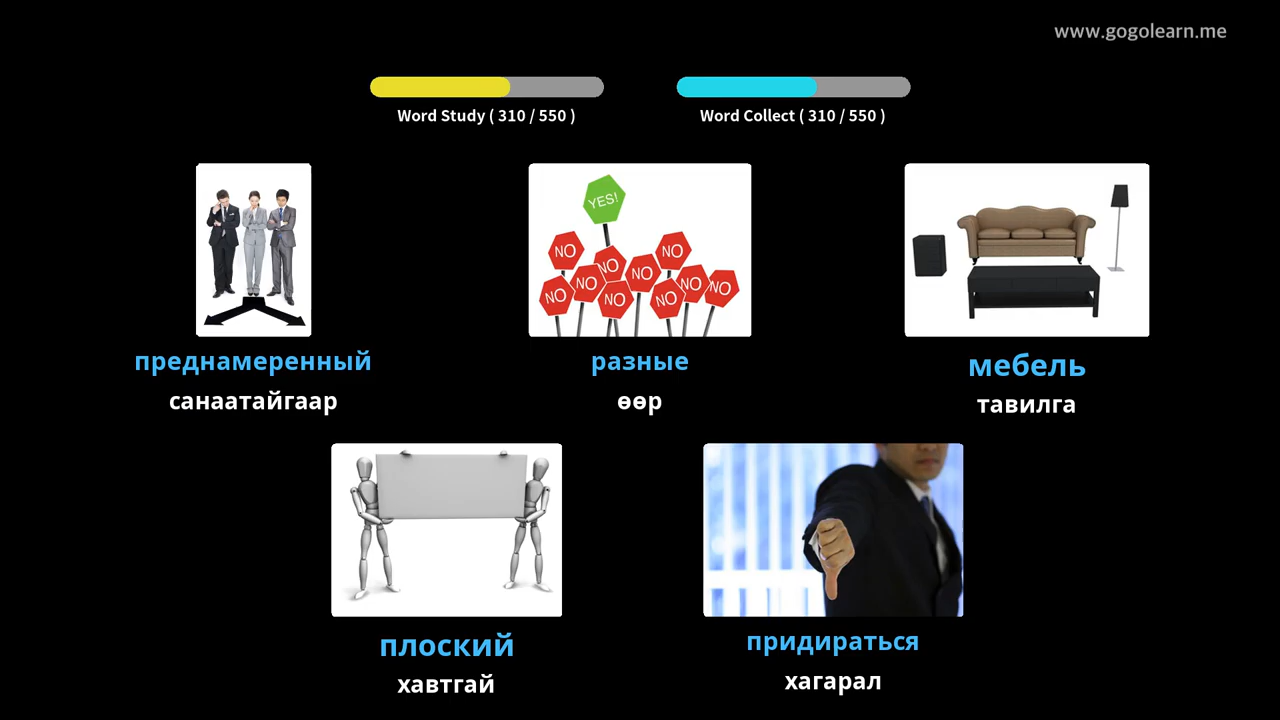 www.gogolearn.me
Word Study ( 310 / 550 )
Word Collect ( 310 / 550 )
YES!
NO
NO
NO
NO
NO
NO
NO
NO
NO
NO
преднамеренный
санаатайгаар
разные
өөр
мебель
тавилга
плоский
хавтгай
придираться
хагарал